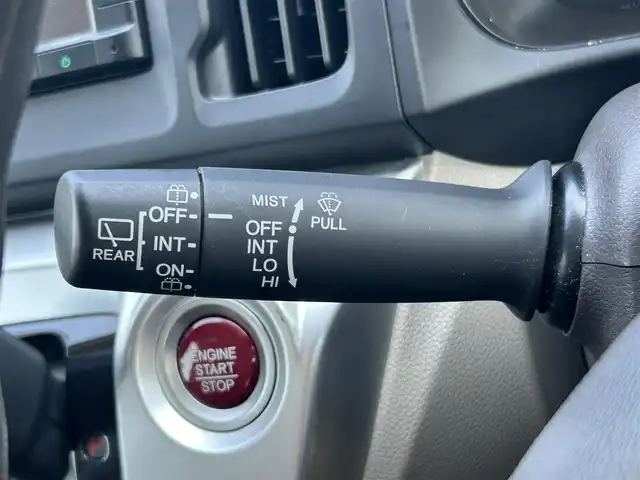 REAR
OFF
INT
ON
MIST
OFF
INT
LO
HI
PULL
ENGINE
START
STOP